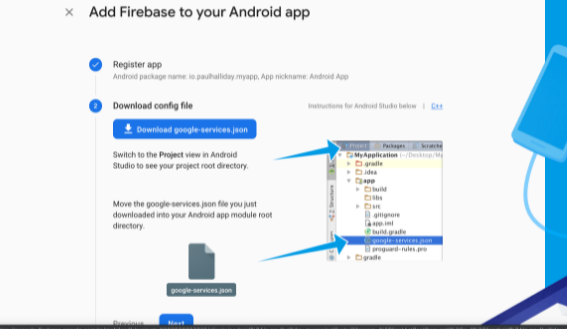 × Add Firebase to your Android app
Register app
Android package name: io.paulhalliday.myapp, App nickname: Android App
2 Download config file
Instructions for Android Studio below | C++
Download google-services.json
Switch to the Project view in Android
Studio to see your project root directory.
Move the google-services.json file you just
downloaded into your Android app module root
directory.
google-services.json
Project Packages Scratches
MyApplication (~/Desktop/My
.gradle
.idea
app
build
libs
src
.gitignore
app.iml
build.gradle
google-services.json
proguard-rules.pro
gradle
Structure
Previous Next